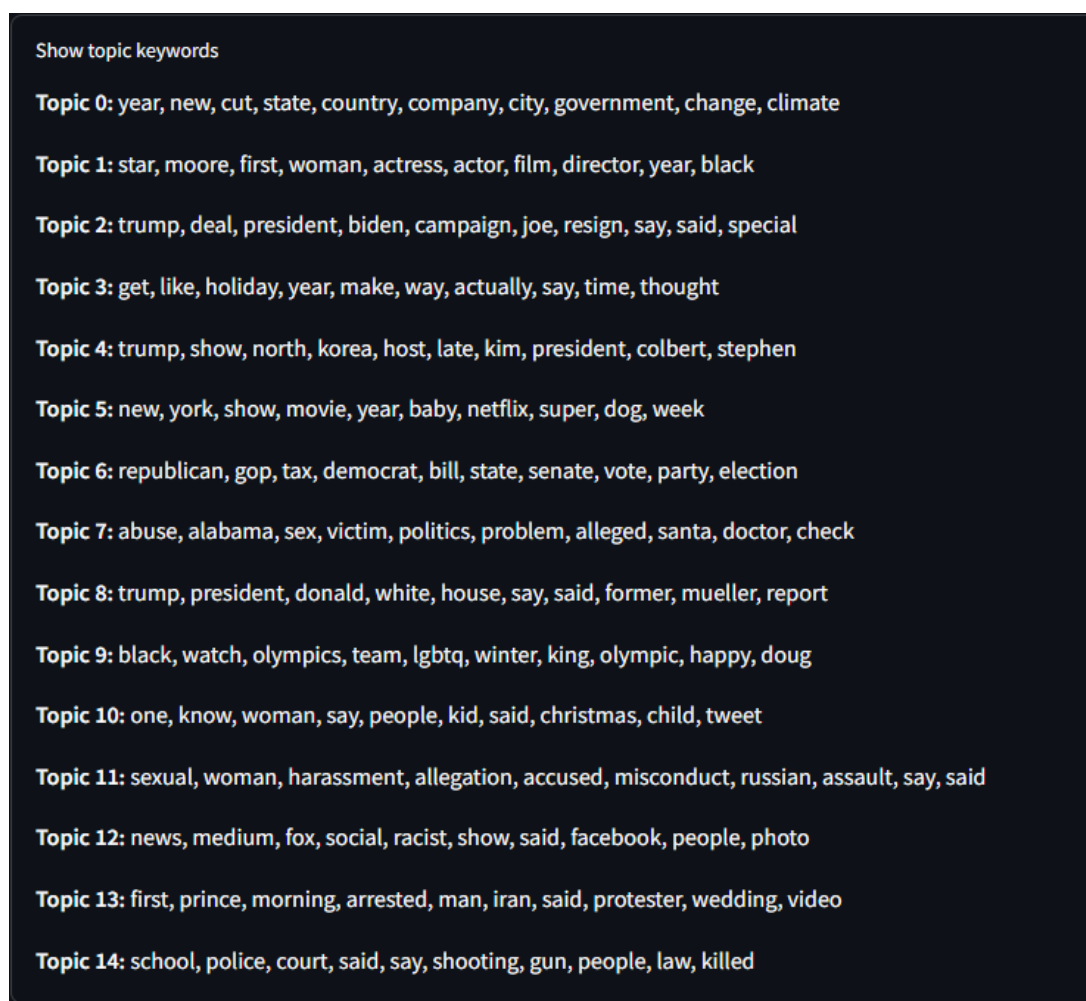 Show topic keywords
Topic 0: year, new, cut, state, country, company, city, government, change, climate
Topic 1: star, moore, first, woman, actress, actor, film, director, year, black
Topic 2: trump, deal, president, biden, campaign, joe, resign, say, said, special
Topic 3: get, like, holiday, year, make, way, actually, say, time, thought
Topic 4: trump, show, north, korea, host, late, kim, president, colbert, stephen
Topic 5: new, york, show, movie, year, baby, netflix, super, dog, week
Topic 6: republican, gop, tax, democrat, bill, state, senate, vote, party, election
Topic 7: abuse, alabama, sex, victim, politics, problem, alleged, santa, doctor, check
Topic 8: trump, president, donald, white, house, say, said, former, mueller, report
Topic 9: black, watch, olympics, team, lgbtq, winter, king, olympic, happy, doug
Topic 10: one, know, woman, say, people, kid, said, christmas, child, tweet
Topic 11: sexual, woman, harassment, allegation, accused, misconduct, russian, assault, say, said
Topic 12: news, medium, fox, social, racist, show, said, facebook, people, photo
Topic 13: first, prince, morning, arrested, man, iran, said, protester, wedding, video
Topic 14: school, police, court, said, say, shooting, gun, people, law, killed